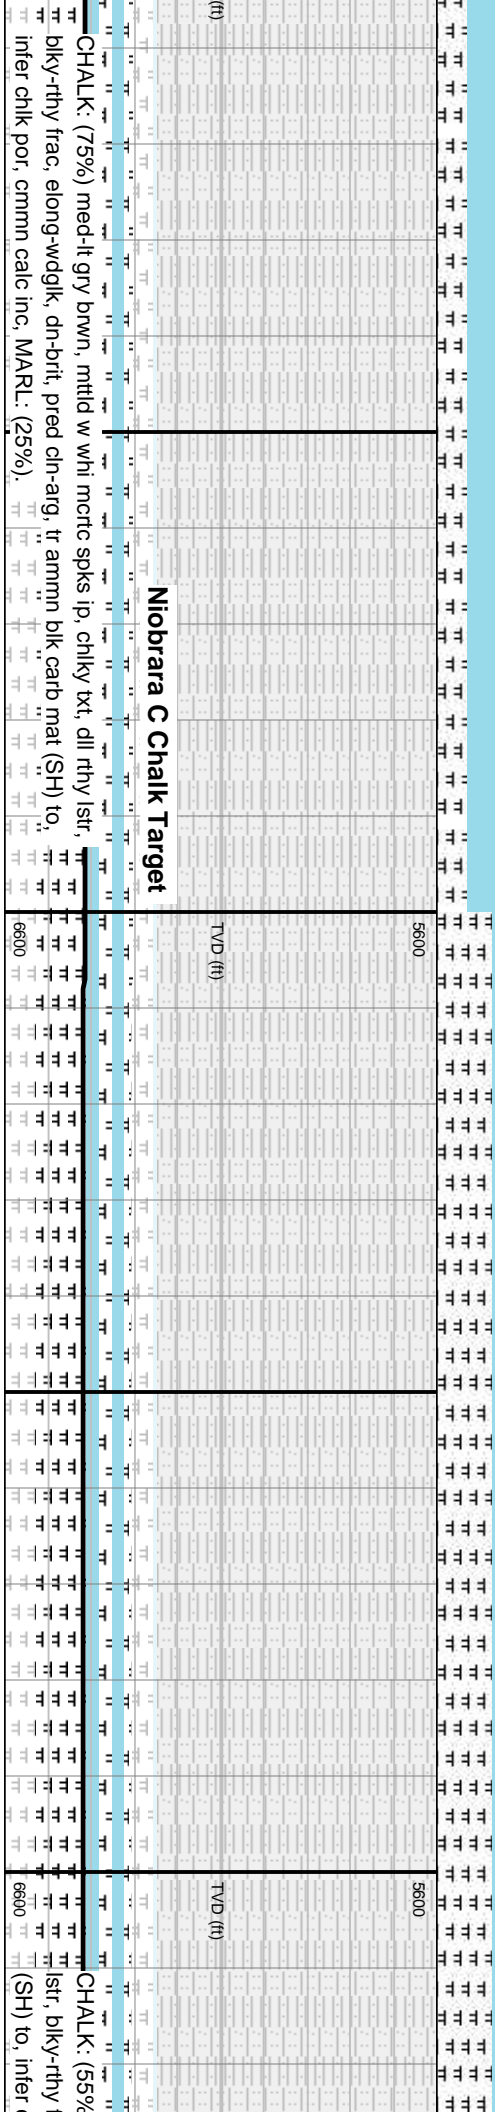 (ft)
CHALK: (75%) med-lt gry brwn, mttld w whi mcrtc spks ip, chlky txt, dll rthy lstr,
blky-rthy frac, elong-wdglk, dn-brit, pred cln-arg, tr ammn blk carb mat (SH) to,
infer chlk por, cmmn calc inc, MARL: (25%).
Niobrara C Chalk Target
5600
TVD (ft)
6600
5600
TVD (ft)
6600
CHALK: (55%
lstr, blky-rthy
(SH) to, infer